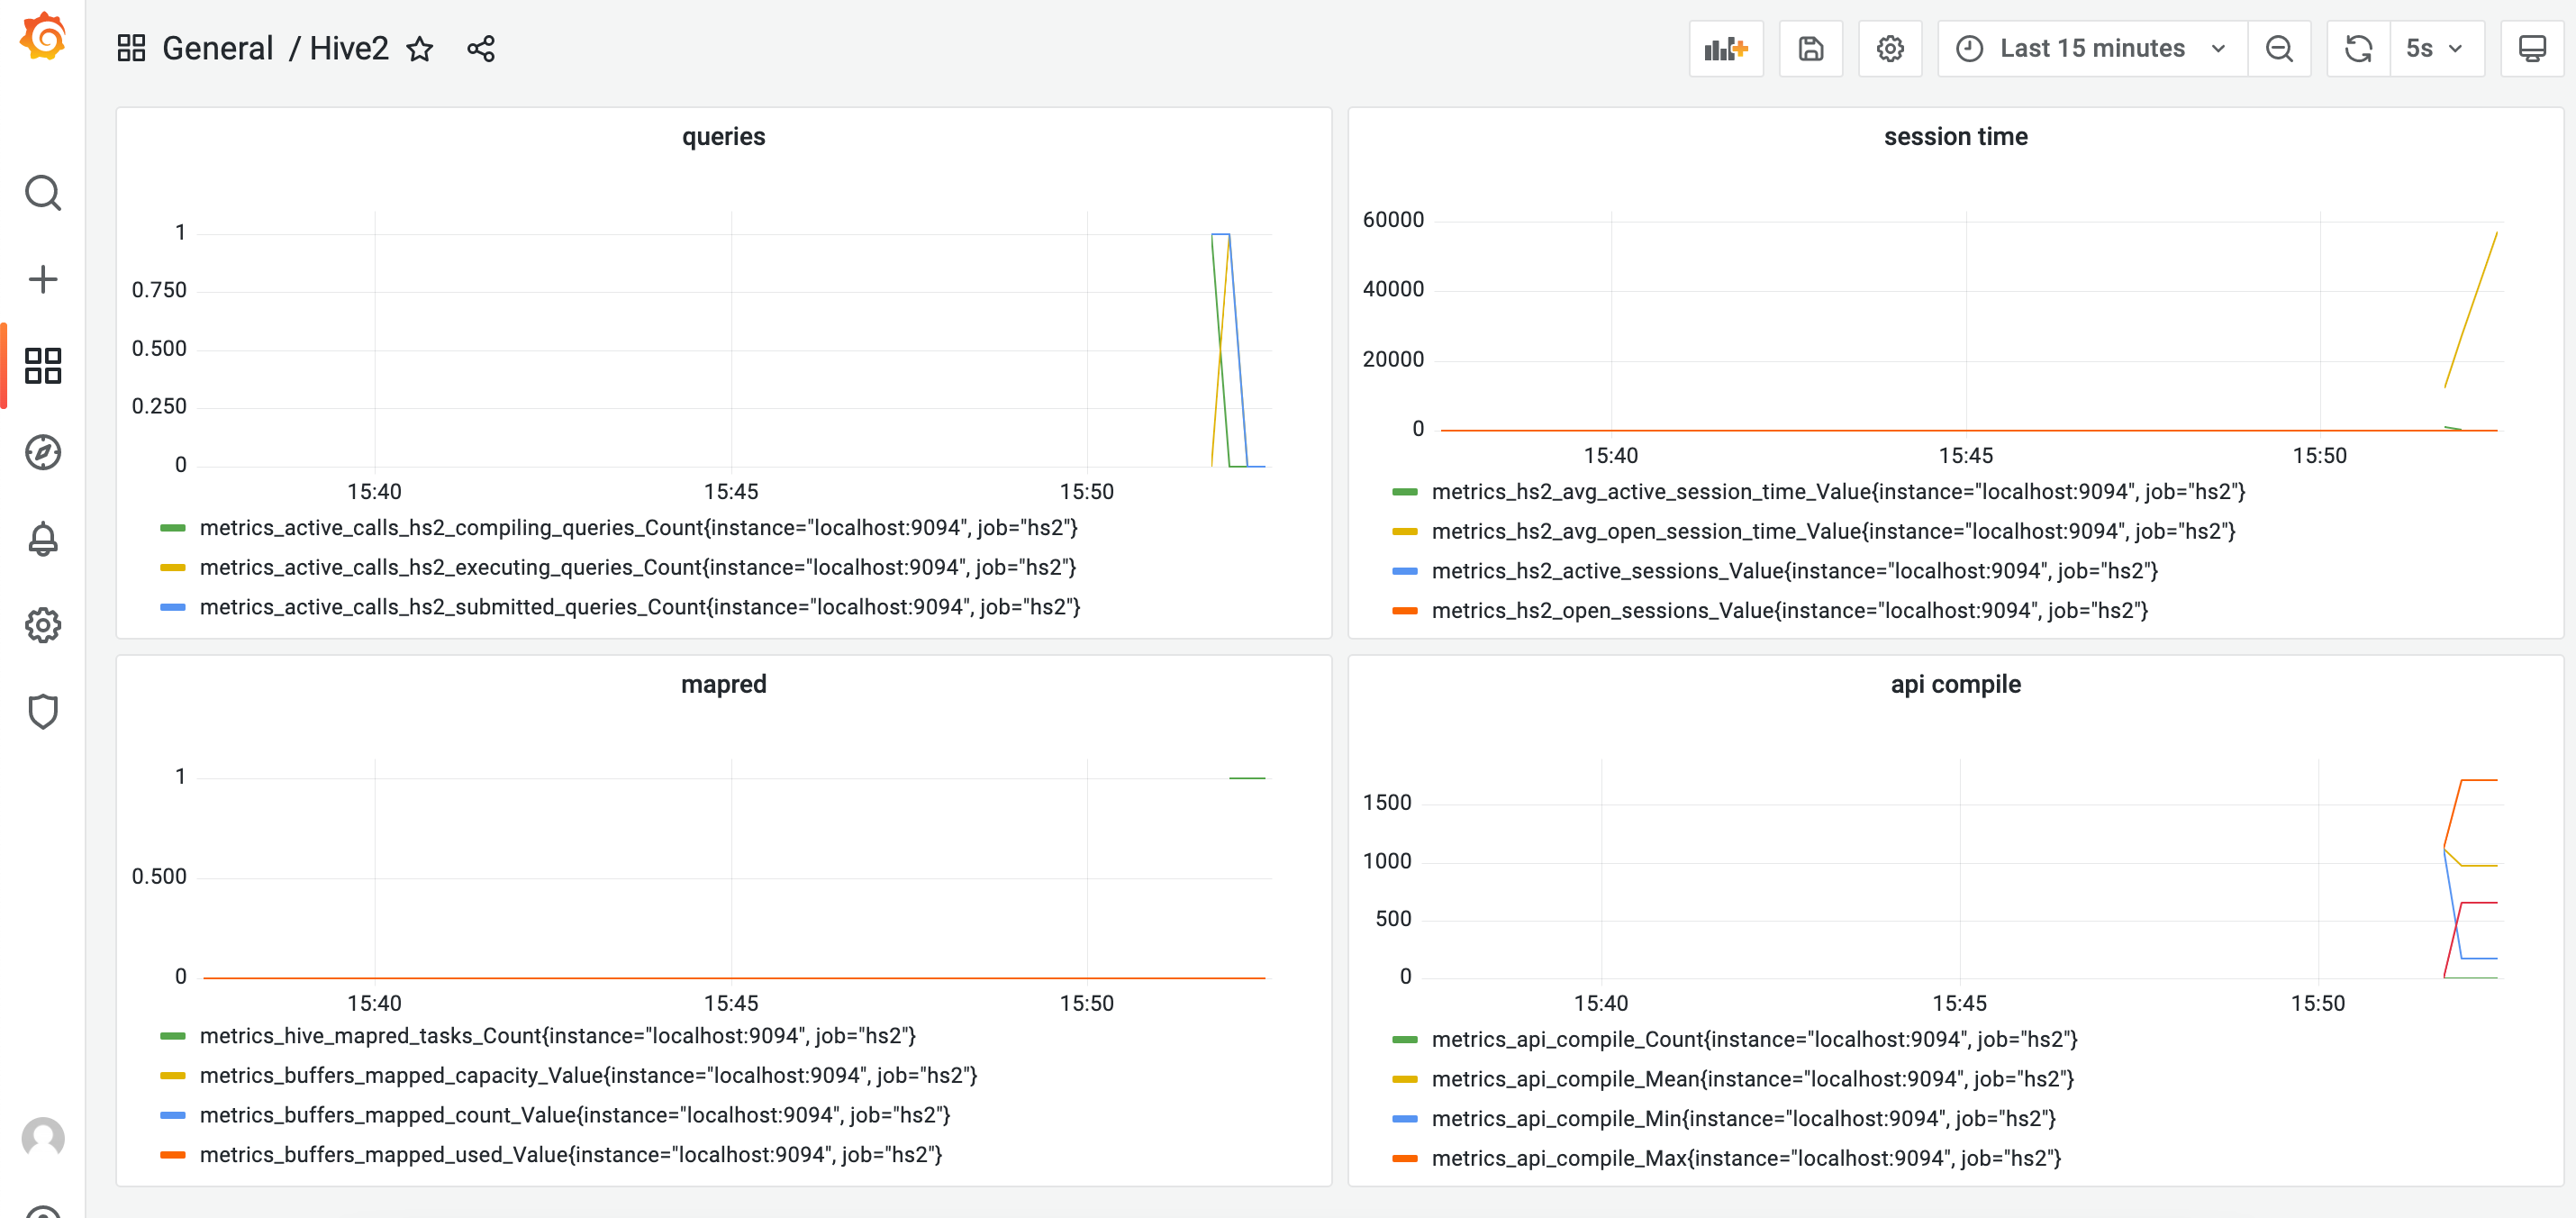 General / Hive2
Last 15 minutes
5s
queries
1
0.750
0.500
0.250
0
15:40 15:45 15:50
metrics_active_calls_hs2_compiling_queries_Count{instance="localhost:9094", job="hs2"}
metrics_active_calls_hs2_executing_queries_Count{instance="localhost:9094", job="hs2"}
metrics_active_calls_hs2_submitted_queries_Count{instance="localhost:9094", job="hs2"}
session time
60000
40000
20000
0
15:40 15:45 15:50
metrics_hs2_avg_active_session_time_Value{instance="localhost:9094", job="hs2"}
metrics_hs2_avg_open_session_time_Value{instance="localhost:9094", job="hs2"}
metrics_hs2_active_sessions_Value{instance="localhost:9094", job="hs2"}
metrics_hs2_open_sessions_Value{instance="localhost:9094", job="hs2"}
mapred
1
0.500
0
15:40 15:45 15:50
metrics_hive_mapred_tasks_Count{instance="localhost:9094", job="hs2"}
metrics_buffers_mapped_capacity_Value{instance="localhost:9094", job="hs2"}
metrics_buffers_mapped_count_Value{instance="localhost:9094", job="hs2"}
metrics_buffers_mapped_used_Value{instance="localhost:9094", job="hs2"}
api compile
1500
1000
500
0
15:40 15:45 15:50
metrics_api_compile_Count{instance="localhost:9094", job="hs2"}
metrics_api_compile_Mean{instance="localhost:9094", job="hs2"}
metrics_api_compile_Min{instance="localhost:9094", job="hs2"}
metrics_api_compile_Max{instance="localhost:9094", job="hs2"}